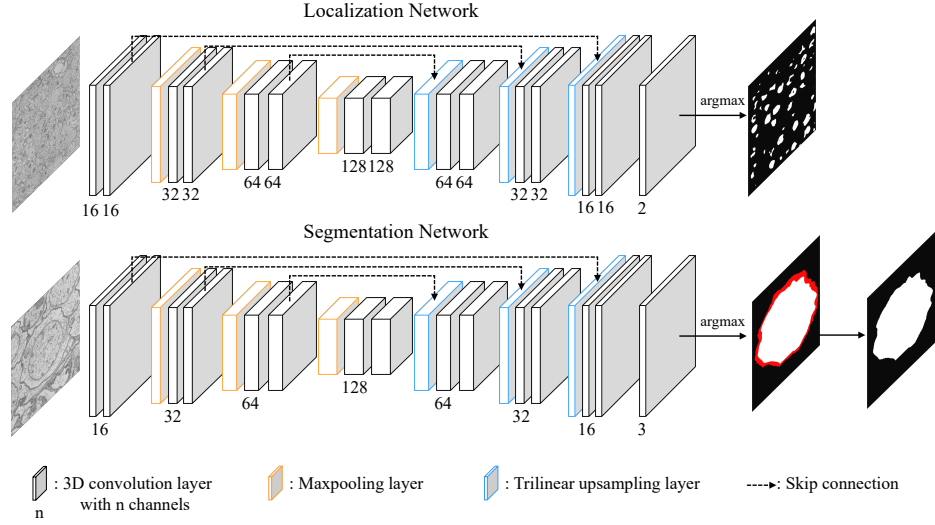 Localization Network
argmax
16 16
32 32
64 64
128 128
64 64
32 32
16 16
2
Segmentation Network
argmax
16
32
64
128
64
32
16
3
: 3D convolution layer
with n channels
n
: Maxpooling layer
: Trilinear upsampling layer
: Skip connection